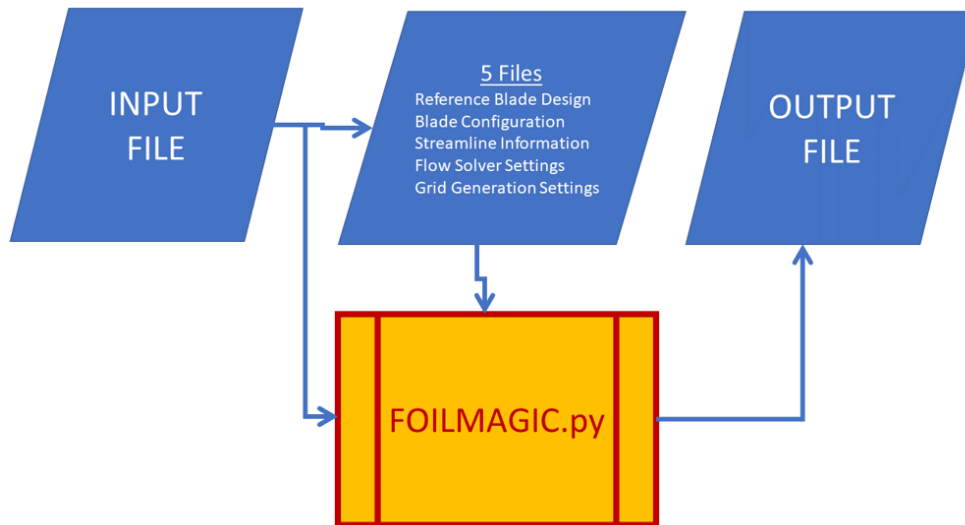 INPUT
FILE
5 Files
Reference Blade Design
Blade Configuration
Streamline Information
Flow Solver Settings
Grid Generation Settings
OUTPUT
FILE
FOILMAGIC.py